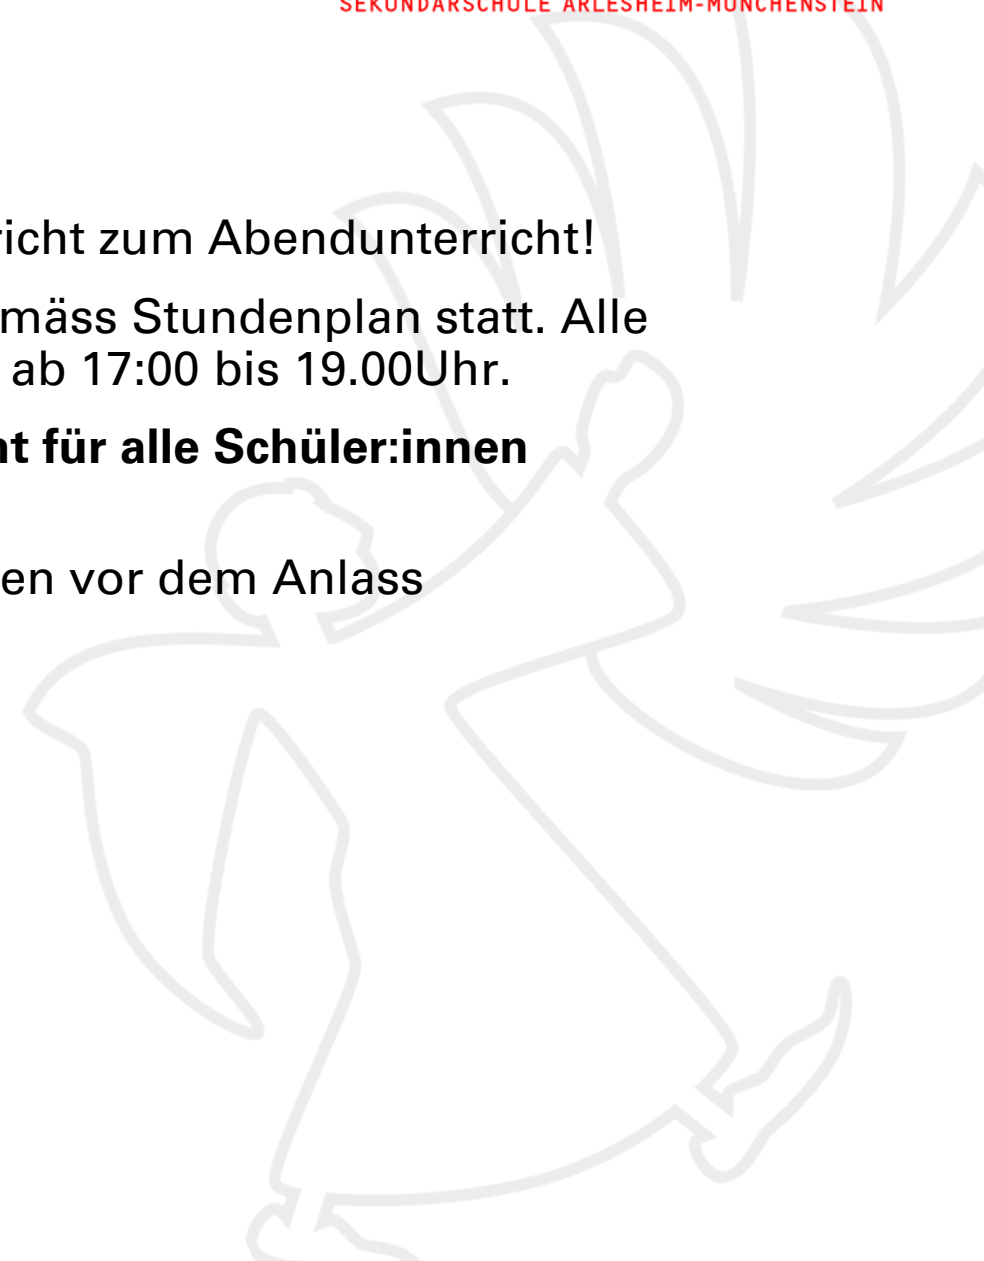 SEKUNDARSCHULE ARLESHEIM-MÜNCHENSTEIN
richt zum Abendunterricht!
mäss Stundenplan statt. Alle
ab 17:00 bis 19.00Uhr.
nt für alle Schüler:innen
en vor dem Anlass